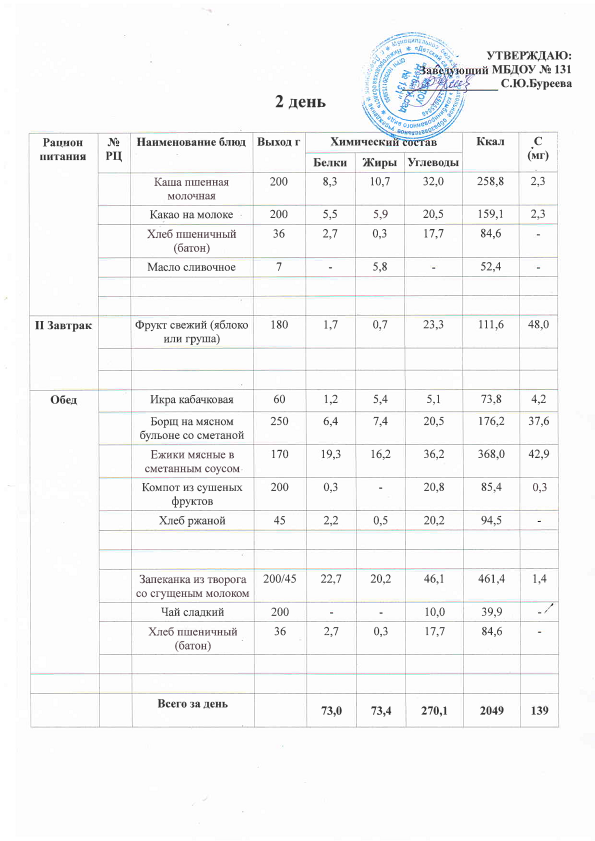 УТВЕРЖДАЮ:
Заведующий МБДОУ № 131
С.Ю.Буреева
2 день
Рацион питания № РЦ Наименование блюд Выход г Химический состав Ккал С (мг)
Белки Жиры Углеводы
Каша пшенная молочная 200 8,3 10,7 32,0 258,8 2,3
Какао на молоке 200 5,5 5,9 20,5 159,1 2,3
Хлеб пшеничный (батон) 36 2,7 0,3 17,7 84,6 -
Масло сливочное 7 - 5,8 - 52,4 -
II Завтрак Фрукт свежий (яблоко или груша) 180 1,7 0,7 23,3 111,6 48,0
Обед Икра кабачковая 60 1,2 5,4 5,1 73,8 4,2
Борщ на мясном бульоне со сметаной 250 6,4 7,4 20,5 176,2 37,6
Ежики мясные в сметанным соусом 170 19,3 16,2 36,2 368,0 42,9
Компот из сушеных фруктов 200 0,3 - 20,8 85,4 0,3
Хлеб ржаной 45 2,2 0,5 20,2 94,5 -
Запеканка из творога со сгущеным молоком 200/45 22,7 20,2 46,1 461,4 1,4
Чай сладкий 200 - - 10,0 39,9 -
Хлеб пшеничный (батон) 36 2,7 0,3 17,7 84,6 -
Всего за день 73,0 73,4 270,1 2049 139